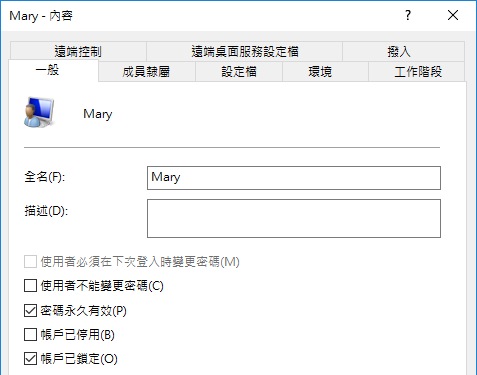 Mary - 內容
遠端控制 遠端桌面服務設定檔 撥入
一般 成員隸屬 設定檔 環境 工作階段
Mary
全名(F): Mary
描述(D):
使用者必須在下次登入時變更密碼(M)
使用者不能變更密碼(C)
密碼永久有效(P)
帳戶已停用(B)
帳戶已鎖定(O)